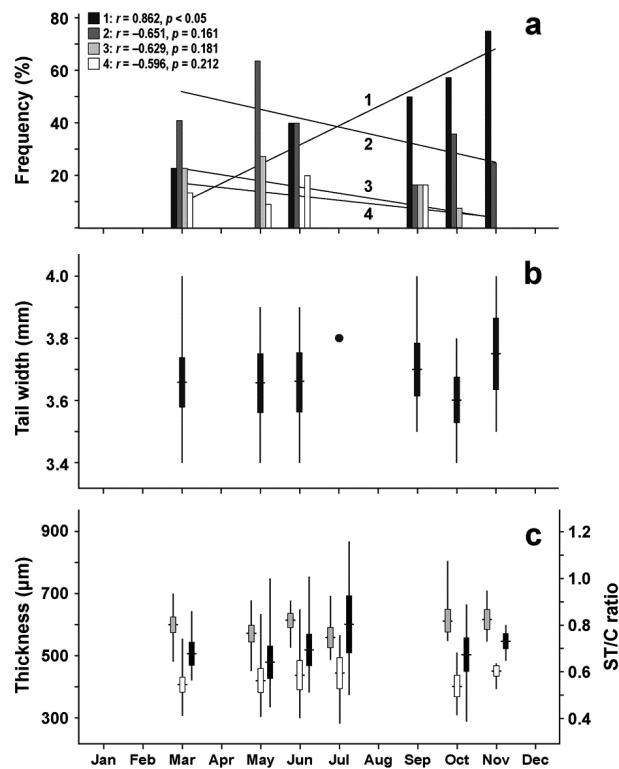 a
1: r = 0.862, p < 0.05
2: r = –0.651, p = 0.161
3: r = –0.629, p = 0.181
4: r = –0.596, p = 0.212
Frequency (%)
80
60
40
20
1
2
3
4
b
Tail width (mm)
4.0
3.8
3.6
3.4
c
Thickness (µm)
900
700
500
300
ST/C ratio
1.2
1.0
0.8
0.6
0.4
Jan Feb Mar Apr May Jun Jul Aug Sep Oct Nov Dec